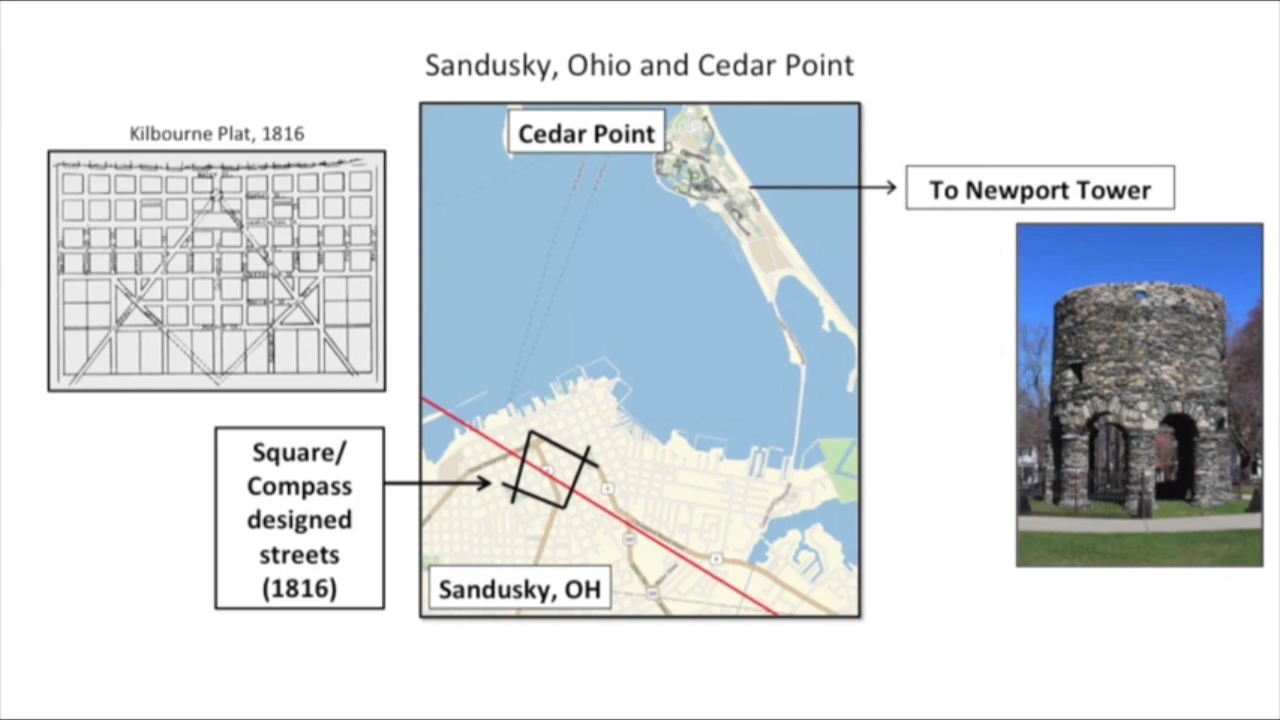 Sandusky, Ohio and Cedar Point
Kilbourne Plat, 1816
Cedar Point
To Newport Tower
Square/
Compass
designed
streets
(1816)
Sandusky, OH